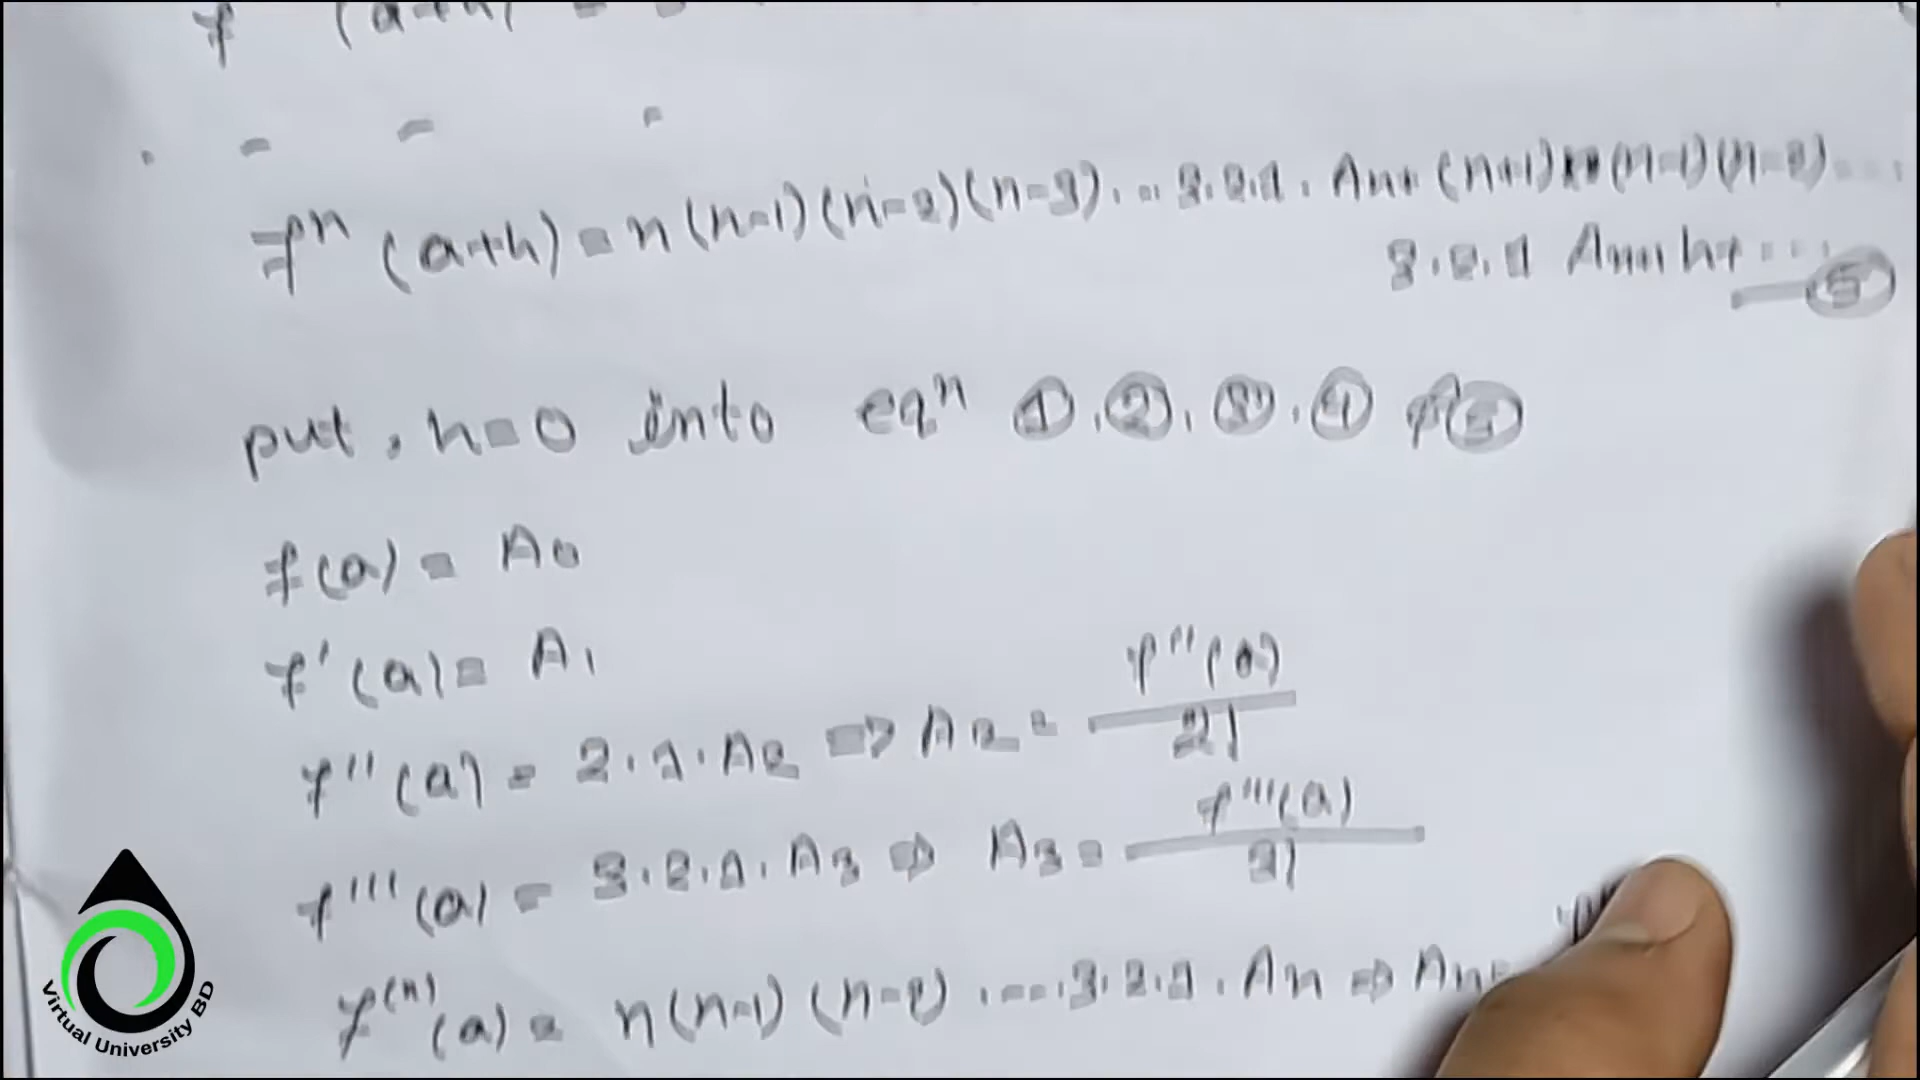 f (a+h) =
fⁿ (a+h) = n(n-1)(n-2)(n-3)....3.2.1. An+ (n+1)n(n-1)(n-2)....
3.2.1 An+1 h+ ....
— ⑤
put, h=0 into eqⁿ ①, ②, ③, ④ & ⑤
f(a) = A0
f'(a) = A1
f''(a) = 2.1.A2 ⇒ A2 = f''(a) / 2!
f'''(a) = 3.2.1.A3 ⇒ A3 = f'''(a) / 3!
f⁽ⁿ⁾(a) = n(n-1)(n-2)....3.2.1.An ⇒ An=
Virtual University BD